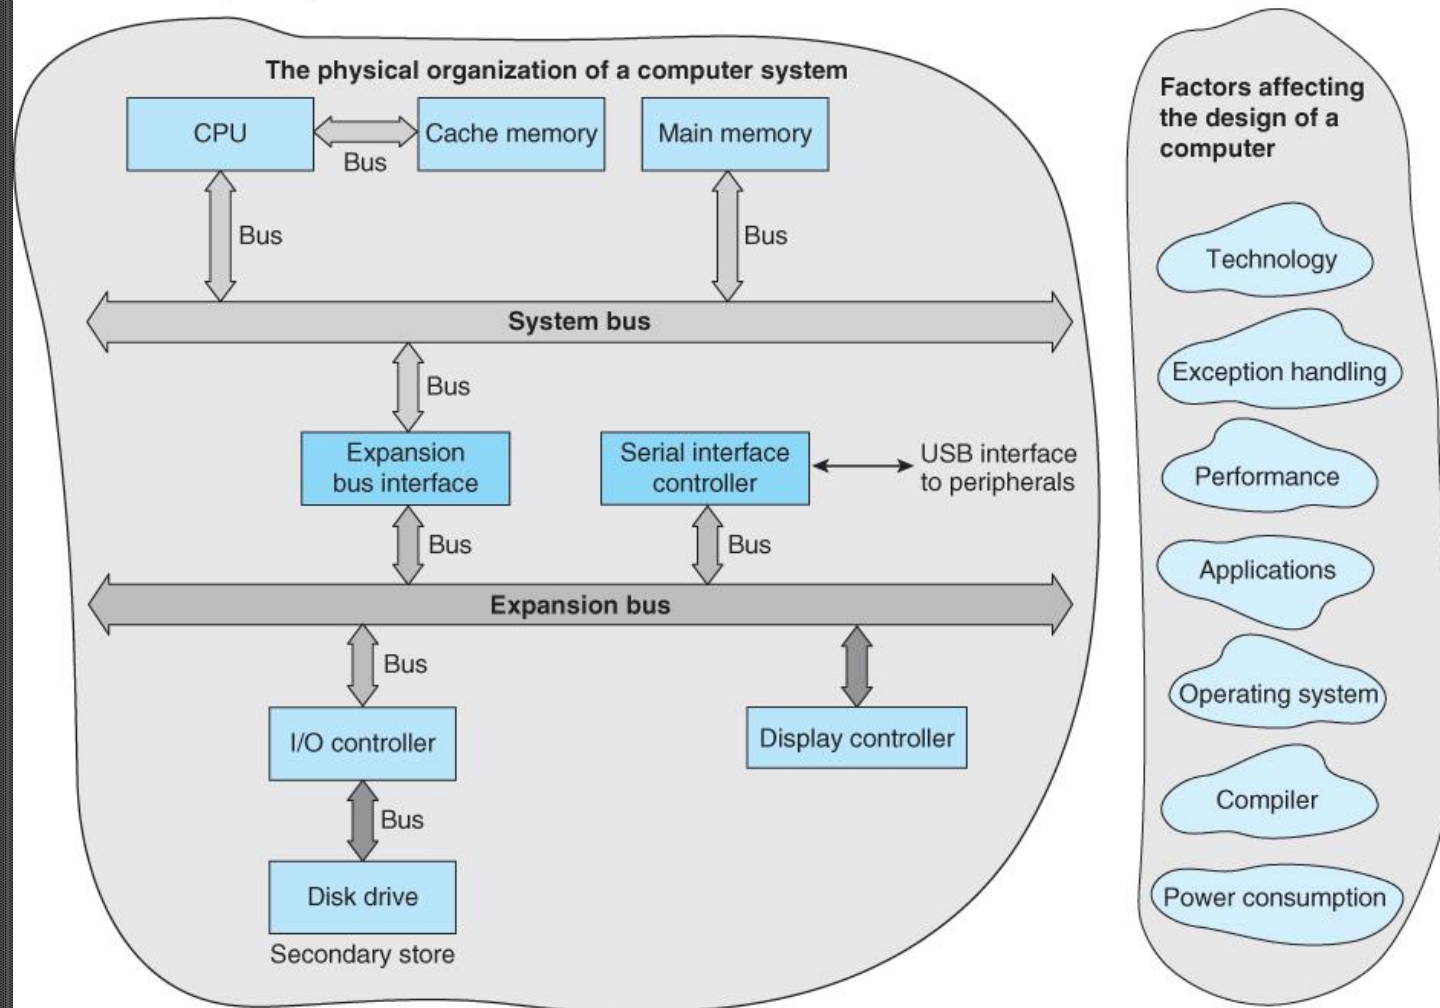 The physical organization of a computer system
CPU
Bus
Cache memory
Main memory
Bus
Bus
System bus
Bus
Expansion
bus interface
Serial interface
controller
USB interface
to peripherals
Bus
Bus
Expansion bus
Bus
I/O controller
Display controller
Bus
Disk drive
Secondary store
Factors affecting
the design of a
computer
Technology
Exception handling
Performance
Applications
Operating system
Compiler
Power consumption